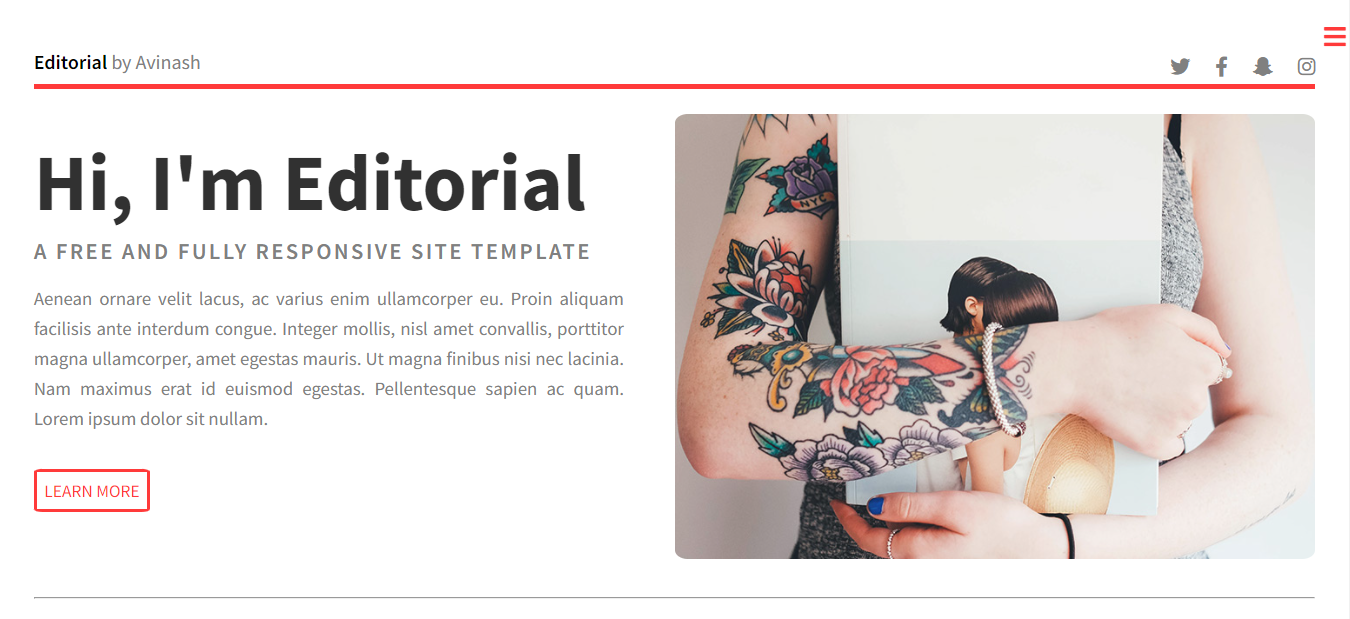 Editorial by Avinash
Hi, I'm Editorial
A FREE AND FULLY RESPONSIVE SITE TEMPLATE
Aenean ornare velit lacus, ac varius enim ullamcorper eu. Proin aliquam
facilisis ante interdum congue. Integer mollis, nisl amet convallis, porttitor
magna ullamcorper, amet egestas mauris. Ut magna finibus nisi nec lacinia.
Nam maximus erat id euismod egestas. Pellentesque sapien ac quam.
Lorem ipsum dolor sit nullam.
LEARN MORE
NYC